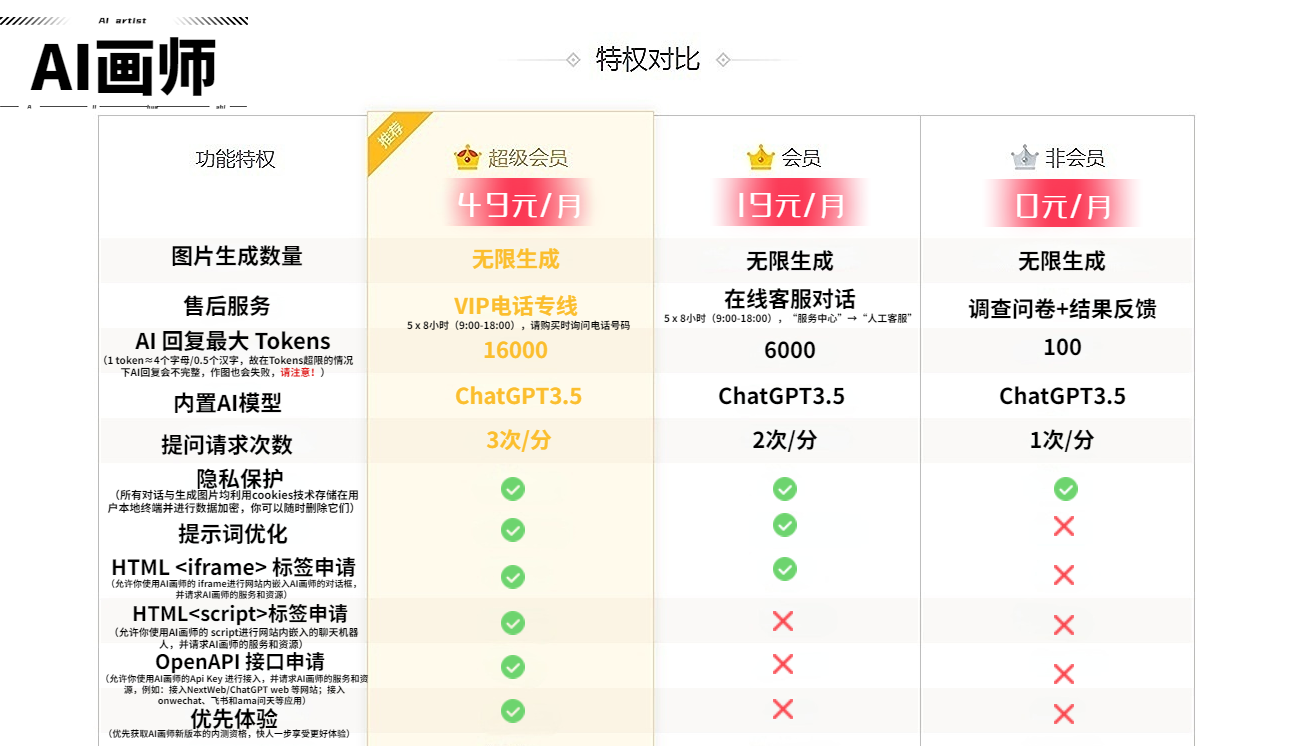 AI artist
AI画师
A
II
hua
shi
特权对比
推荐
功能特权
超级会员
会员
非会员
49元/月
19元/月
0元/月
图片生成数量
无限生成
无限生成
无限生成
售后服务
VIP电话专线
5 x 8小时（9:00-18:00），请购买时询问电话号码
在线客服对话
5 x 8小时（9:00-18:00），“服务中心”→“人工客服”
调查问卷+结果反馈
AI 回复最大 Tokens
（1 token≈4个字母/0.5个汉字，故在Tokens超限的情况
下AI回复会不完整，作图也会失败，请注意！）
16000
6000
100
内置AI模型
ChatGPT3.5
ChatGPT3.5
ChatGPT3.5
提问请求次数
3次/分
2次/分
1次/分
隐私保护
（所有对话与生成图片均利用cookies技术存储在用
户本地终端并进行数据加密，你可以随时删除它们）
提示词优化
HTML <iframe> 标签申请
（允许你使用AI画师的 iframe进行网站内嵌入AI画师的对话框，
并请求AI画师的服务和资源）
HTML<script>标签申请
（允许你使用AI画师的 script进行网站内嵌入的聊天机器
人，并请求AI画师的服务和资源）
OpenAPI 接口申请
（允许你使用AI画师的Api Key 进行接入，并请求AI画师的服务和资
源，例如：接入NextWeb/ChatGPT web 等网站；接入
onwechat、飞书和ama问天等应用）
优先体验
（优先获取AI画师新版本的内测资格，快人一步享受更好体验）